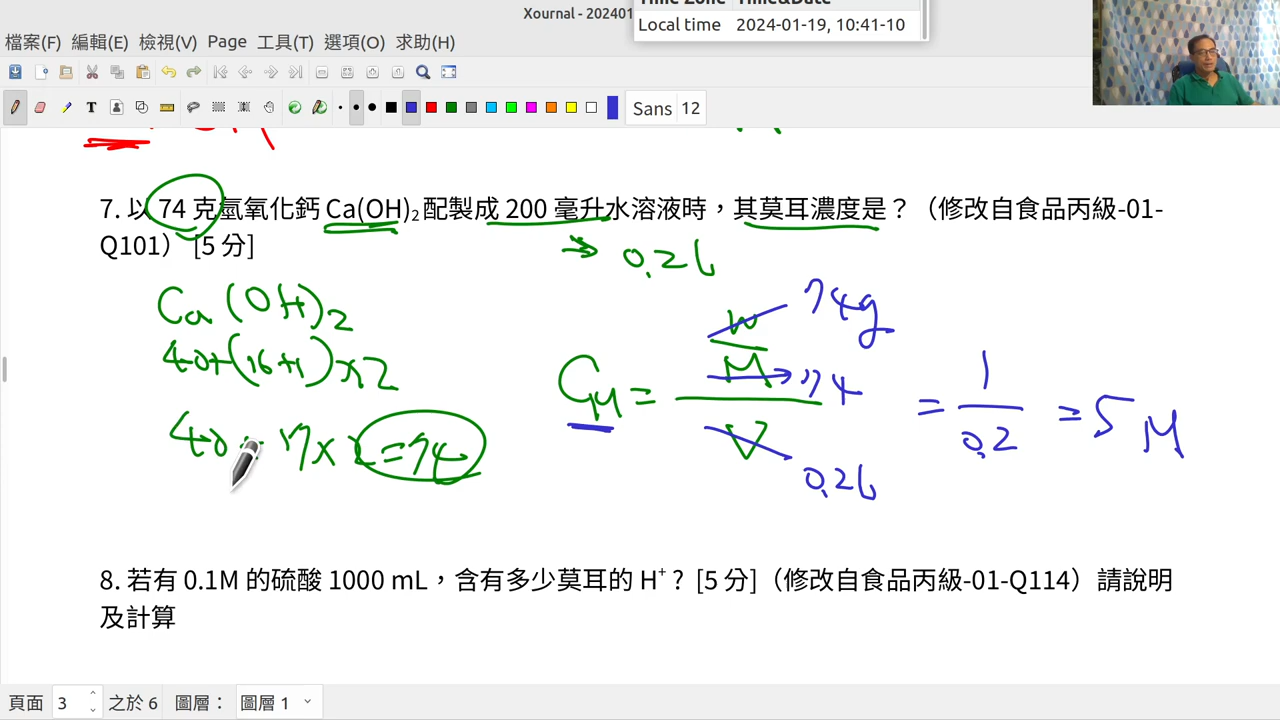 Xournal - 202401
Time Zone Time&Date
Local time 2024-01-19, 10:41-10
檔案(F) 編輯(E) 檢視(V) Page 工具(T) 選項(O) 求助(H)
Sans 12
7. 以 74 克氫氧化鈣 Ca(OH)₂ 配製成 200 毫升水溶液時，其莫耳濃度是？（修改自食品丙級-01-
Q101） [5 分]
0.2L
Ca(OH)2
40+(16+1)×2
40+17×2=74
CM = W/M / V
74g
74
0.2L
= 1/0.2 = 5 M
8. 若有 0.1M 的硫酸 1000 mL，含有多少莫耳的 H⁺？ [5 分]（修改自食品丙級-01-Q114）請說明
及計算
頁面 3 之於 6 圖層： 圖層 1